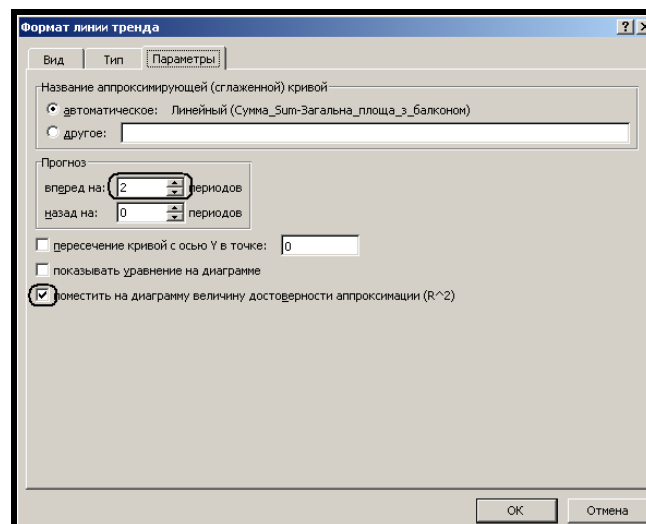 Формат линии тренда
Вид Тип Параметры
Название аппроксимирующей (сглаженной) кривой
автоматическое: Линейный (Сумма_Sum-Загальна_площа_з_балконом)
другое:
Прогноз
вперед на: 2 периодов
назад на: 0 периодов
пересечение кривой с осью Y в точке: 0
показывать уравнение на диаграмме
поместить на диаграмму величину достоверности аппроксимации (R^2)
ОК Отмена